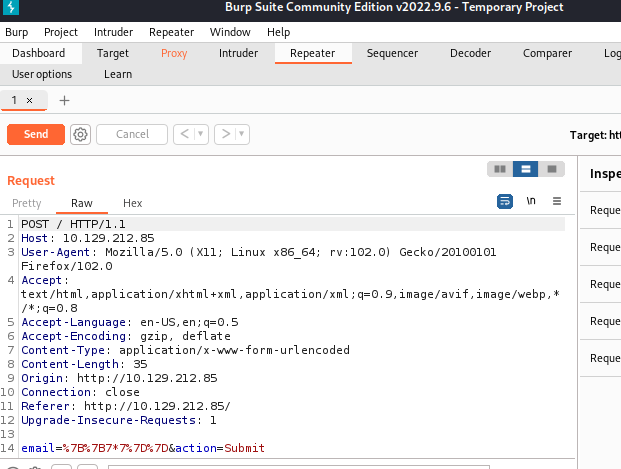 Burp Suite Community Edition v2022.9.6 - Temporary Project
Burp Project Intruder Repeater Window Help
Dashboard Target Proxy Intruder Repeater Sequencer Decoder Comparer Log
User options Learn
1 × +
Send Cancel < >
Target: htt
Request
Inspe
Pretty Raw Hex \n
Reque
Reque
Reque
Reque
Reque
1 POST / HTTP/1.1
2 Host: 10.129.212.85
3 User-Agent: Mozilla/5.0 (X11; Linux x86_64; rv:102.0) Gecko/20100101
Firefox/102.0
4 Accept:
text/html,application/xhtml+xml,application/xml;q=0.9,image/avif,image/webp,*
/*;q=0.8
5 Accept-Language: en-US,en;q=0.5
6 Accept-Encoding: gzip, deflate
7 Content-Type: application/x-www-form-urlencoded
8 Content-Length: 35
9 Origin: http://10.129.212.85
10 Connection: close
11 Referer: http://10.129.212.85/
12 Upgrade-Insecure-Requests: 1
13
14 email=%7B%7B7*7%7D%7D&action=Submit